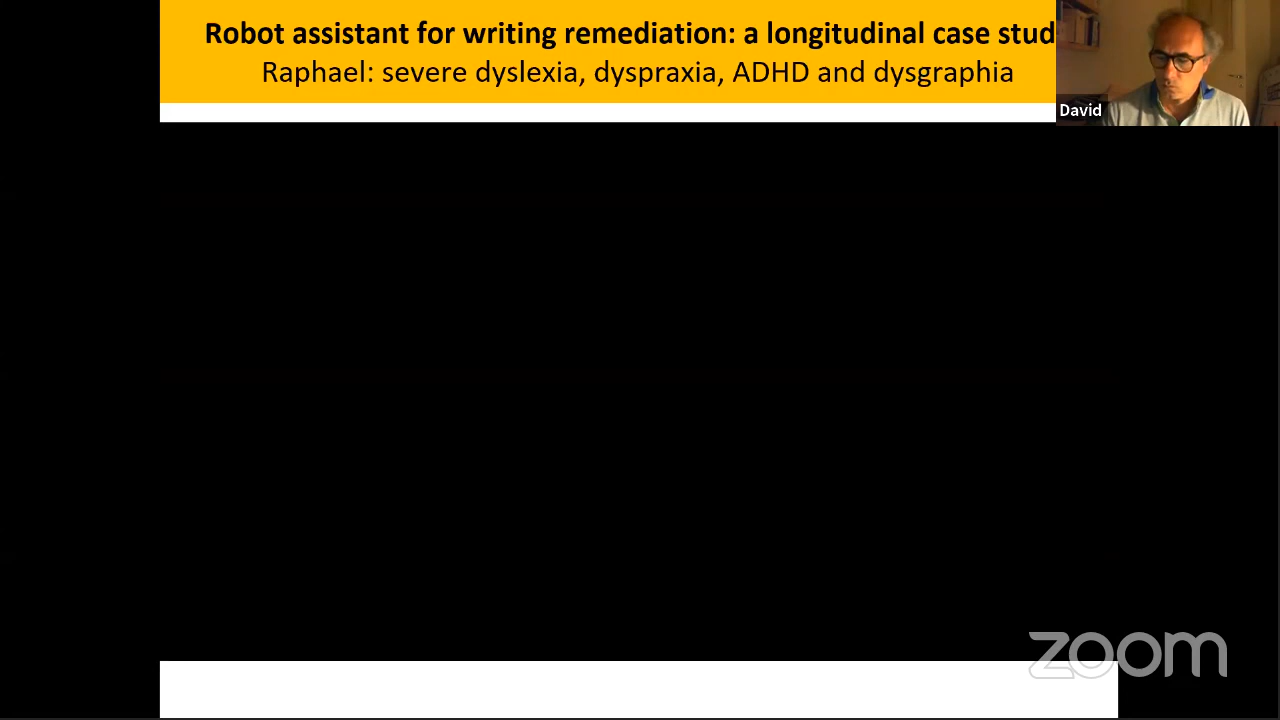 Robot assistant for writing remediation: a longitudinal case stud
Raphael: severe dyslexia, dyspraxia, ADHD and dysgraphia
David
zoom